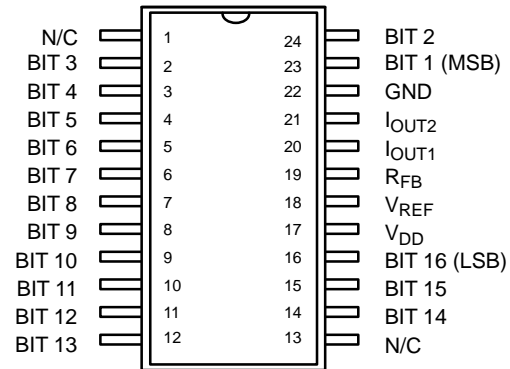 N/C 1 24 BIT 2
BIT 3 2 23 BIT 1 (MSB)
BIT 4 3 22 GND
BIT 5 4 21 IOUT2
BIT 6 5 20 IOUT1
BIT 7 6 19 RFB
BIT 8 7 18 VREF
BIT 9 8 17 VDD
BIT 10 9 16 BIT 16 (LSB)
BIT 11 10 15 BIT 15
BIT 12 11 14 BIT 14
BIT 13 12 13 N/C